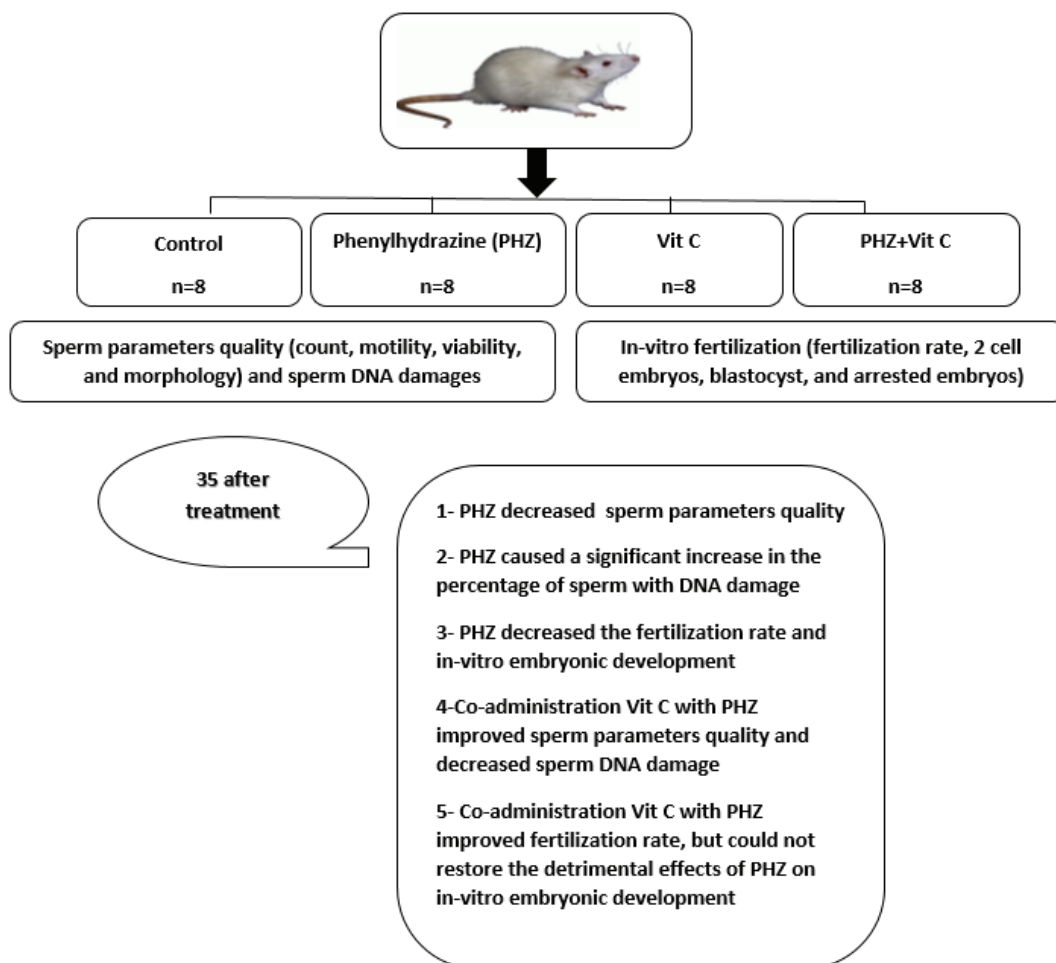 Control
n=8
Phenylhydrazine (PHZ)
n=8
Vit C
n=8
PHZ+Vit C
n=8
Sperm parameters quality (count, motility, viability,
and morphology) and sperm DNA damages
In-vitro fertilization (fertilization rate, 2 cell
embryos, blastocyst, and arrested embryos)
35 after
treatment
1- PHZ decreased sperm parameters quality
2- PHZ caused a significant increase in the
percentage of sperm with DNA damage
3- PHZ decreased the fertilization rate and
in-vitro embryonic development
4-Co-administration Vit C with PHZ
improved sperm parameters quality and
decreased sperm DNA damage
5- Co-administration Vit C with PHZ
improved fertilization rate, but could not
restore the detrimental effects of PHZ on
in-vitro embryonic development